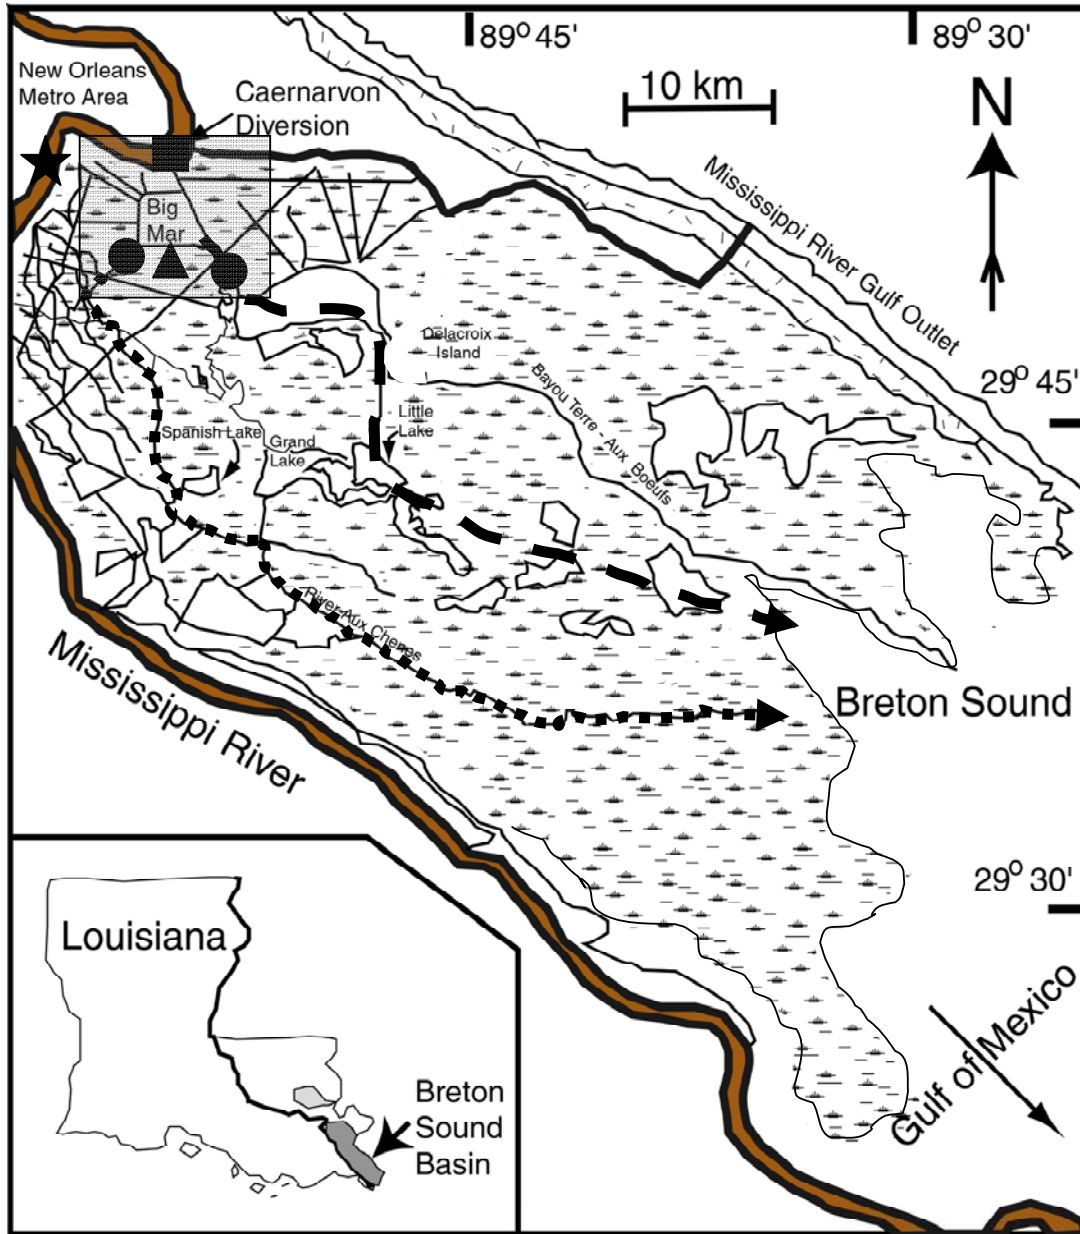 89° 45'
89° 30'
New Orleans
Metro Area
Caernarvon
Diversion
10 km
N
Mississippi River Gulf Outlet
Big
Mar
Delacroix
Island
29° 45'
Bayou Terre - Aux Boeufs
Little
Lake
Spanish Lake
Grand
Lake
River Aux Chenes
Mississippi River
Breton Sound
29° 30'
Louisiana
Gulf of Mexico
Breton
Sound
Basin